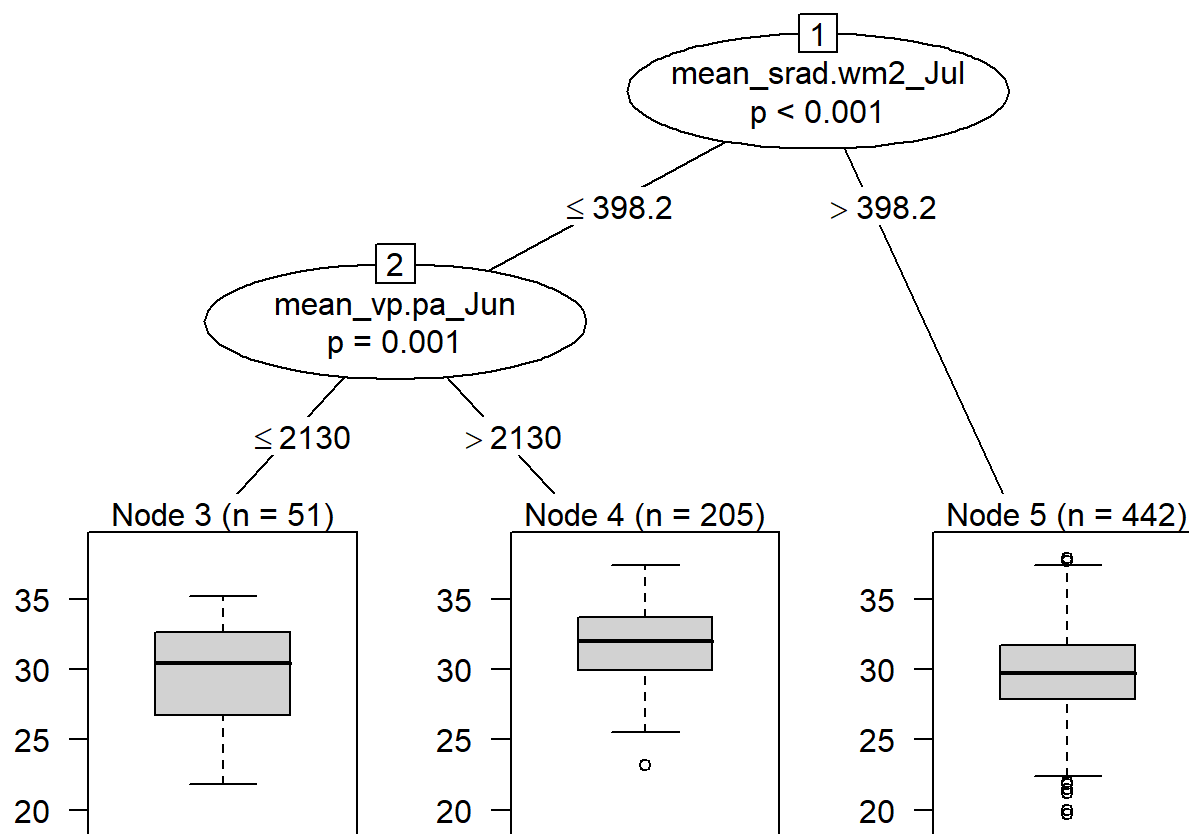 1
mean_srad.wm2_Jul
p < 0.001
≤ 398.2
> 398.2
2
mean_vp.pa_Jun
p = 0.001
≤ 2130
> 2130
Node 3 (n = 51)
35
30
25
20
Node 4 (n = 205)
35
30
25
20
Node 5 (n = 442)
35
30
25
20